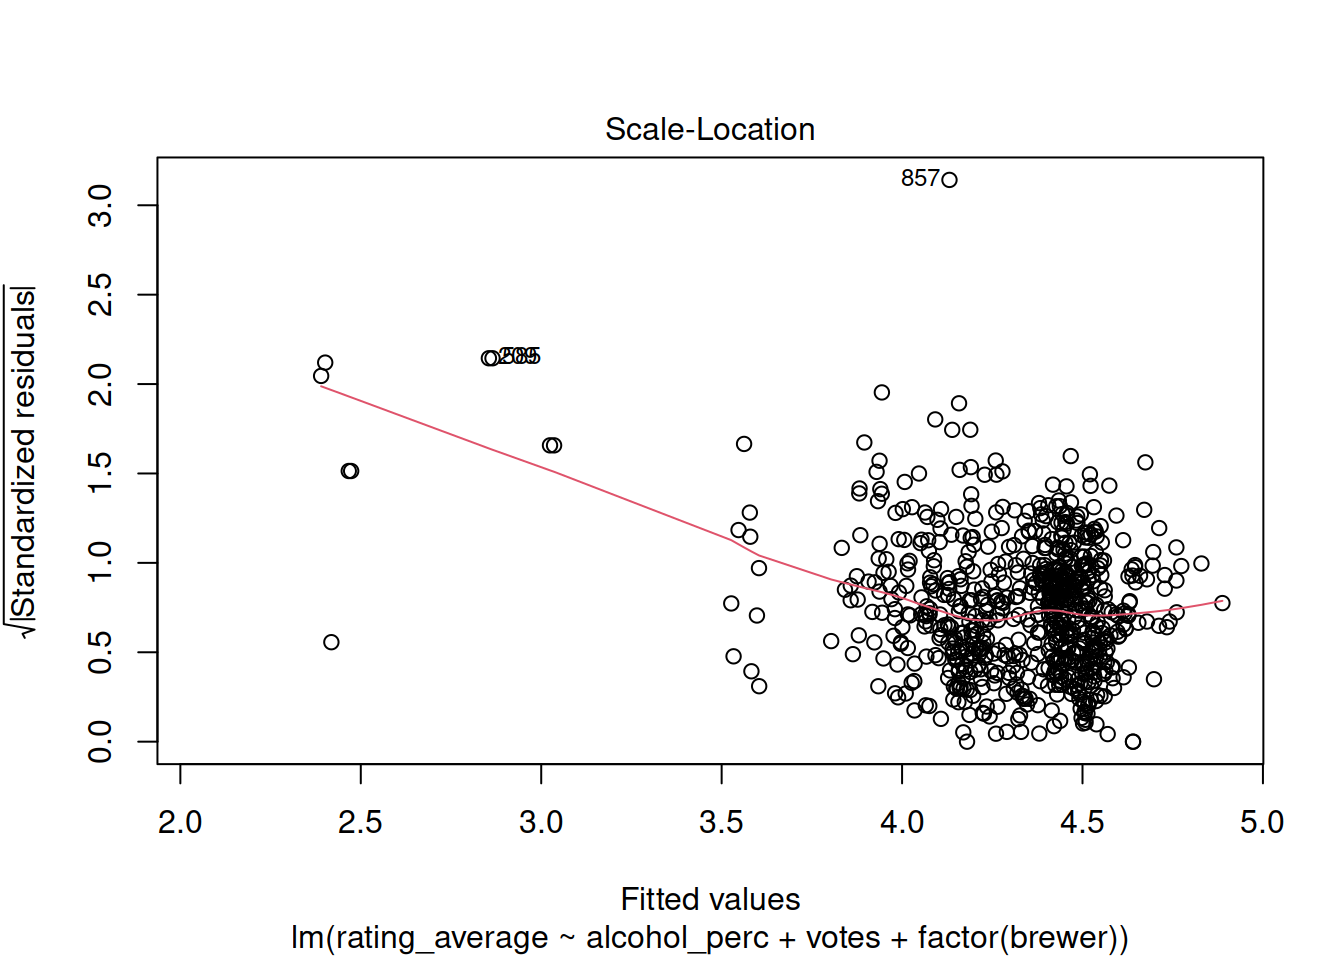 Scale-Location
857
3.0
2.5
2.0
1.5
1.0
0.5
0.0
√|Standardized residuals|
2.0 2.5 3.0 3.5 4.0 4.5 5.0
Fitted values
lm(rating_average ~ alcohol_perc + votes + factor(brewer))